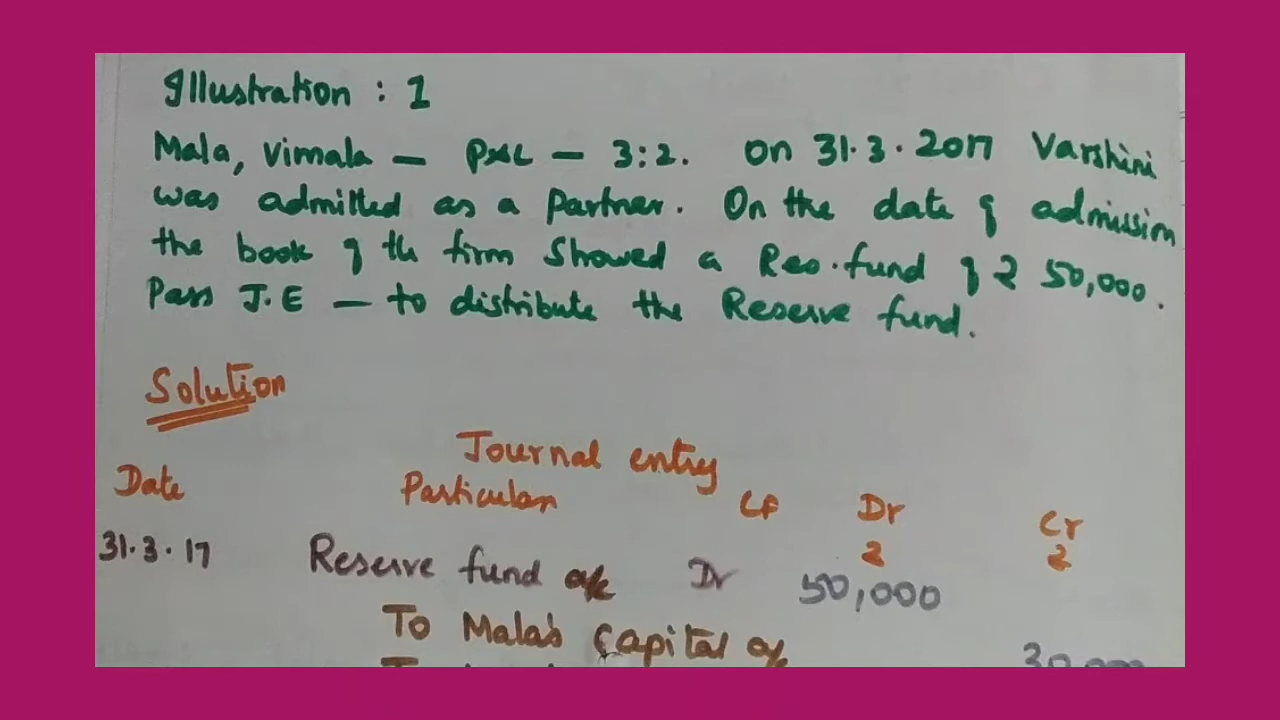 Illustration : 1
Mala, Vimala — P&L — 3:2. On 31.3.2017 Varshini
was admitted as a partner. On the date of admission
the book of the firm showed a Res.fund of ₹ 50,000.
Pass J.E — to distribute the Reserve fund.
Solution
Journal entry
Date Particulars LF Dr Cr
₹ ₹
31.3.17 Reserve fund a/c Dr 50,000
To Mala's Capital a/c 30,000